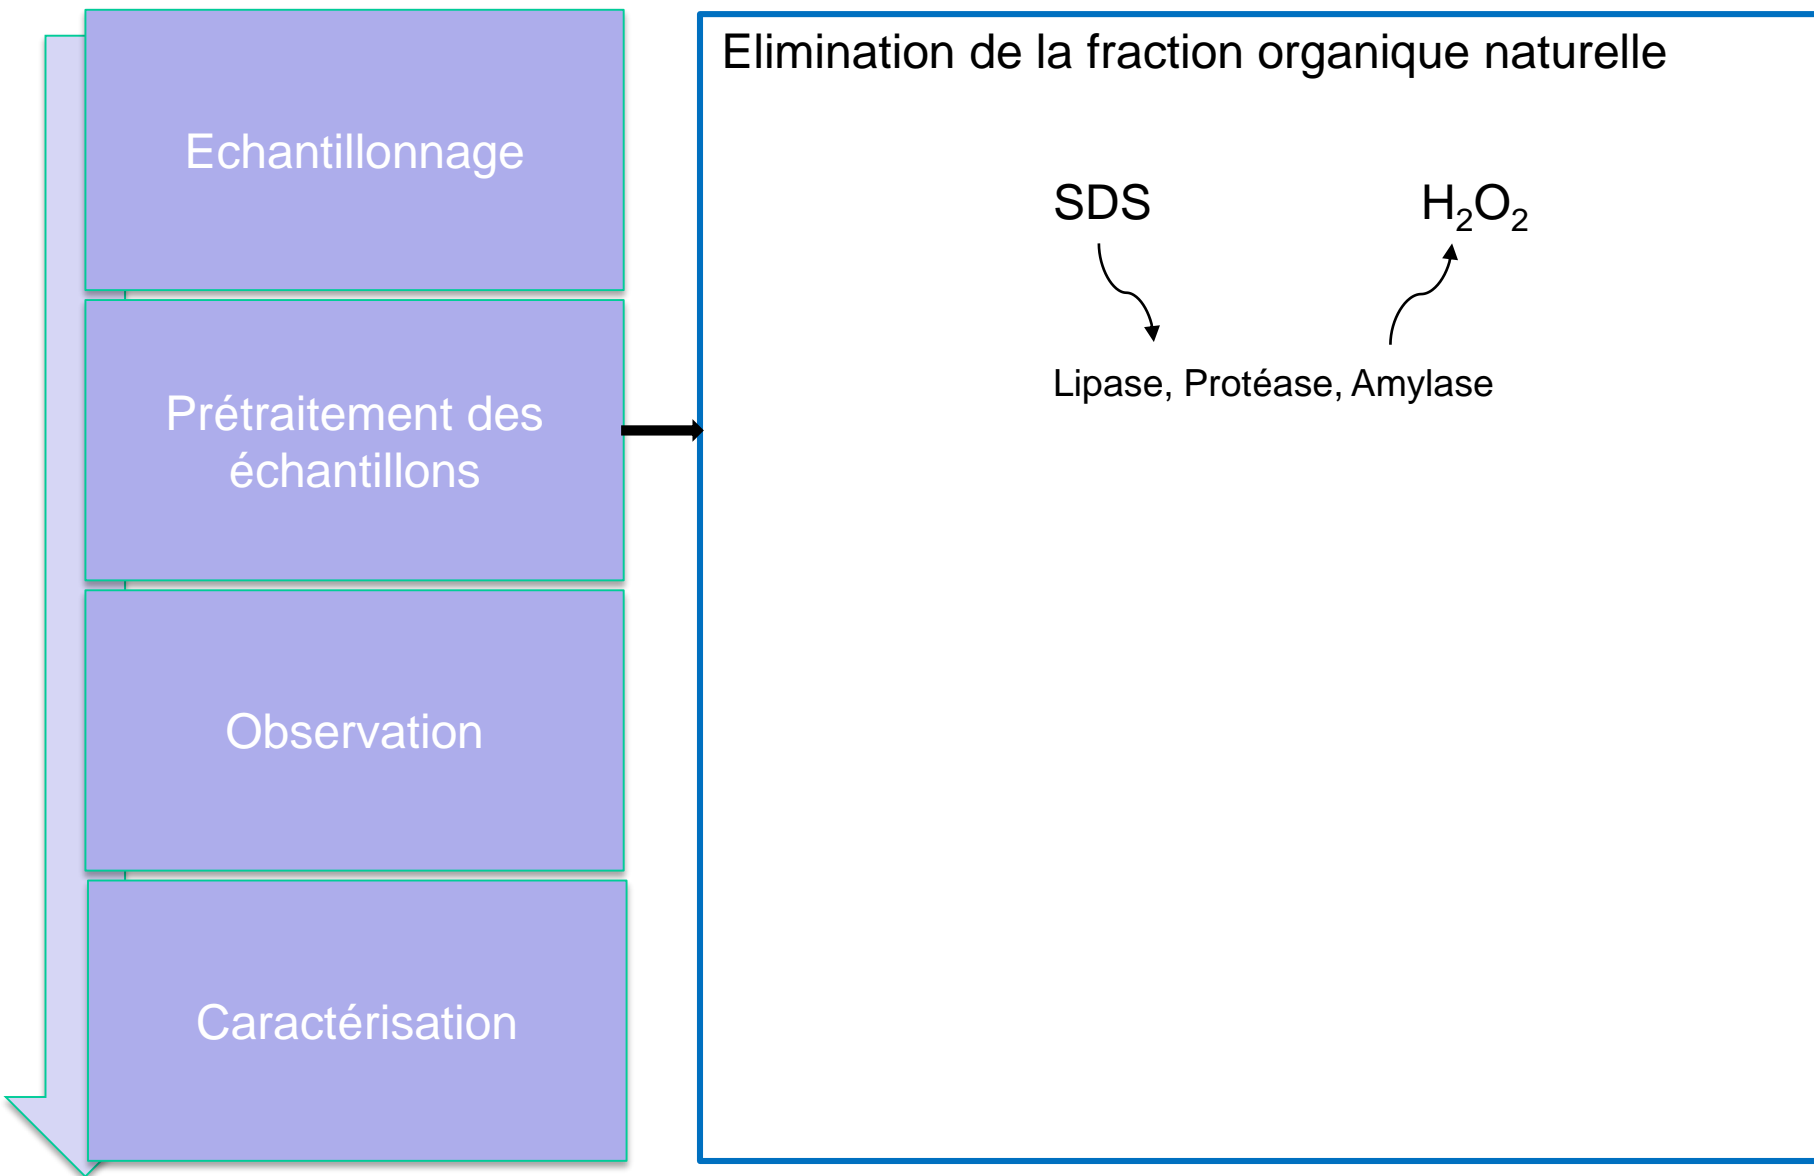 Echantillonnage
Prétraitement des
échantillons
Observation
Caractérisation
Elimination de la fraction organique naturelle
SDS
H₂O₂
Lipase, Protéase, Amylase